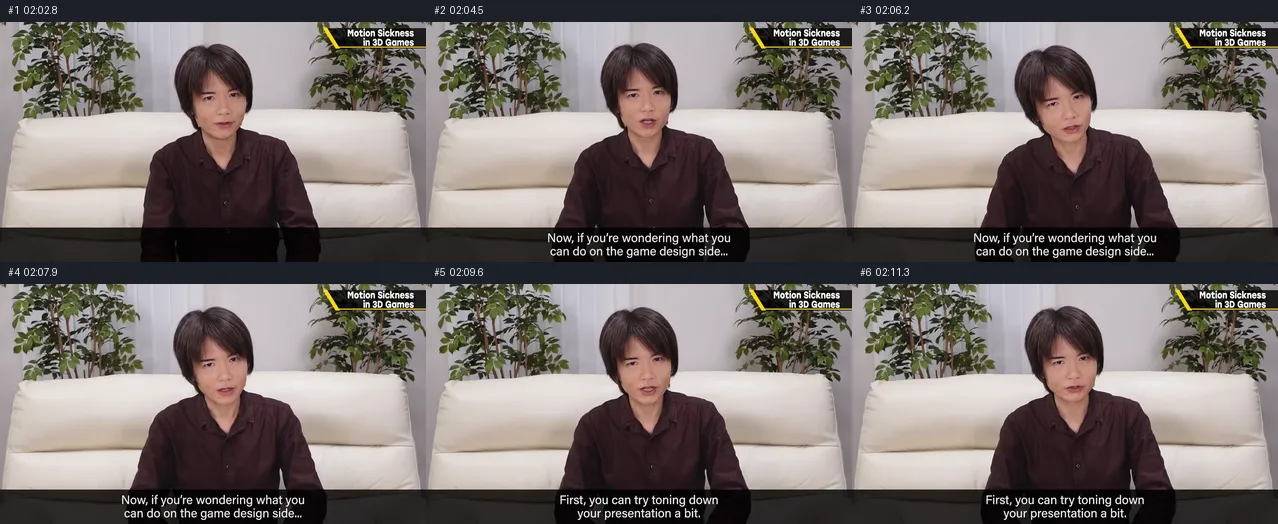 #1 02:02.8
Motion Sickness
in 3D Games
#2 02:04.5
Motion Sickness
in 3D Games
Now, if you're wondering what you
can do on the game design side...
#3 02:06.2
Motion Sickness
in 3D Games
Now, if you're wondering what you
can do on the game design side...
#4 02:07.9
Motion Sickness
in 3D Games
Now, if you're wondering what you
can do on the game design side...
#5 02:09.6
Motion Sickness
in 3D Games
First, you can try toning down
your presentation a bit.
#6 02:11.3
Motion Sickness
in 3D Games
First, you can try toning down
your presentation a bit.